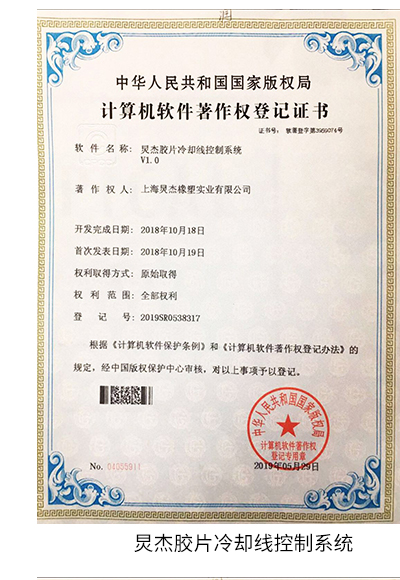 中华人民共和国国家版权局
计算机软件著作权登记证书
证书号： 软著登字第3959074号
软件名称： 炅杰胶片冷却线控制系统
V1.0
著作权人： 上海炅杰橡塑实业有限公司
开发完成日期： 2018年10月18日
首次发表日期： 2018年10月19日
权利取得方式： 原始取得
权利范围： 全部权利
登记号： 2019SR0538317
根据《计算机软件保护条例》和《计算机软件著作权登记办法》的
规定，经中国版权保护中心审核，对以上事项予以登记。
中华人民共和国国家版权局
计算机软件著作权
登记专用章
No. 04055911
2019年05月29日
炅杰胶片冷却线控制系统